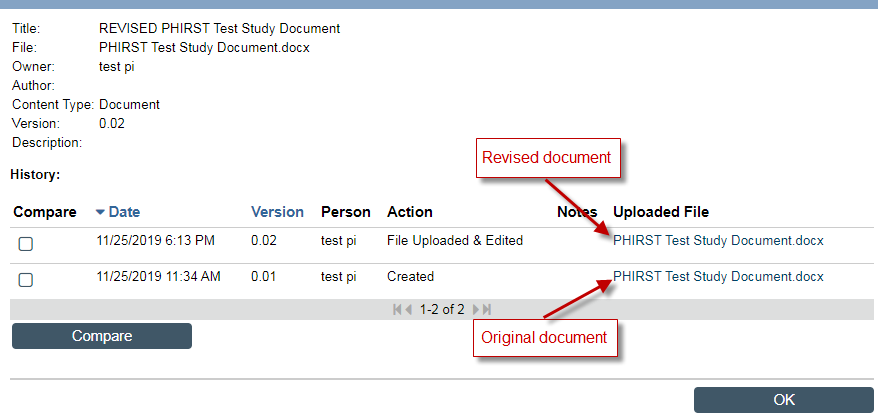 Title: REVISED PHIRST Test Study Document
File: PHIRST Test Study Document.docx
Owner: test pi
Author:
Content Type: Document
Version: 0.02
Description:
Revised document
History:
Compare Date Version Person Action Notes Uploaded File
11/25/2019 6:13 PM 0.02 test pi File Uploaded & Edited PHIRST Test Study Document.docx
11/25/2019 11:34 AM 0.01 test pi Created PHIRST Test Study Document.docx
1-2 of 2
Compare
Original document
OK